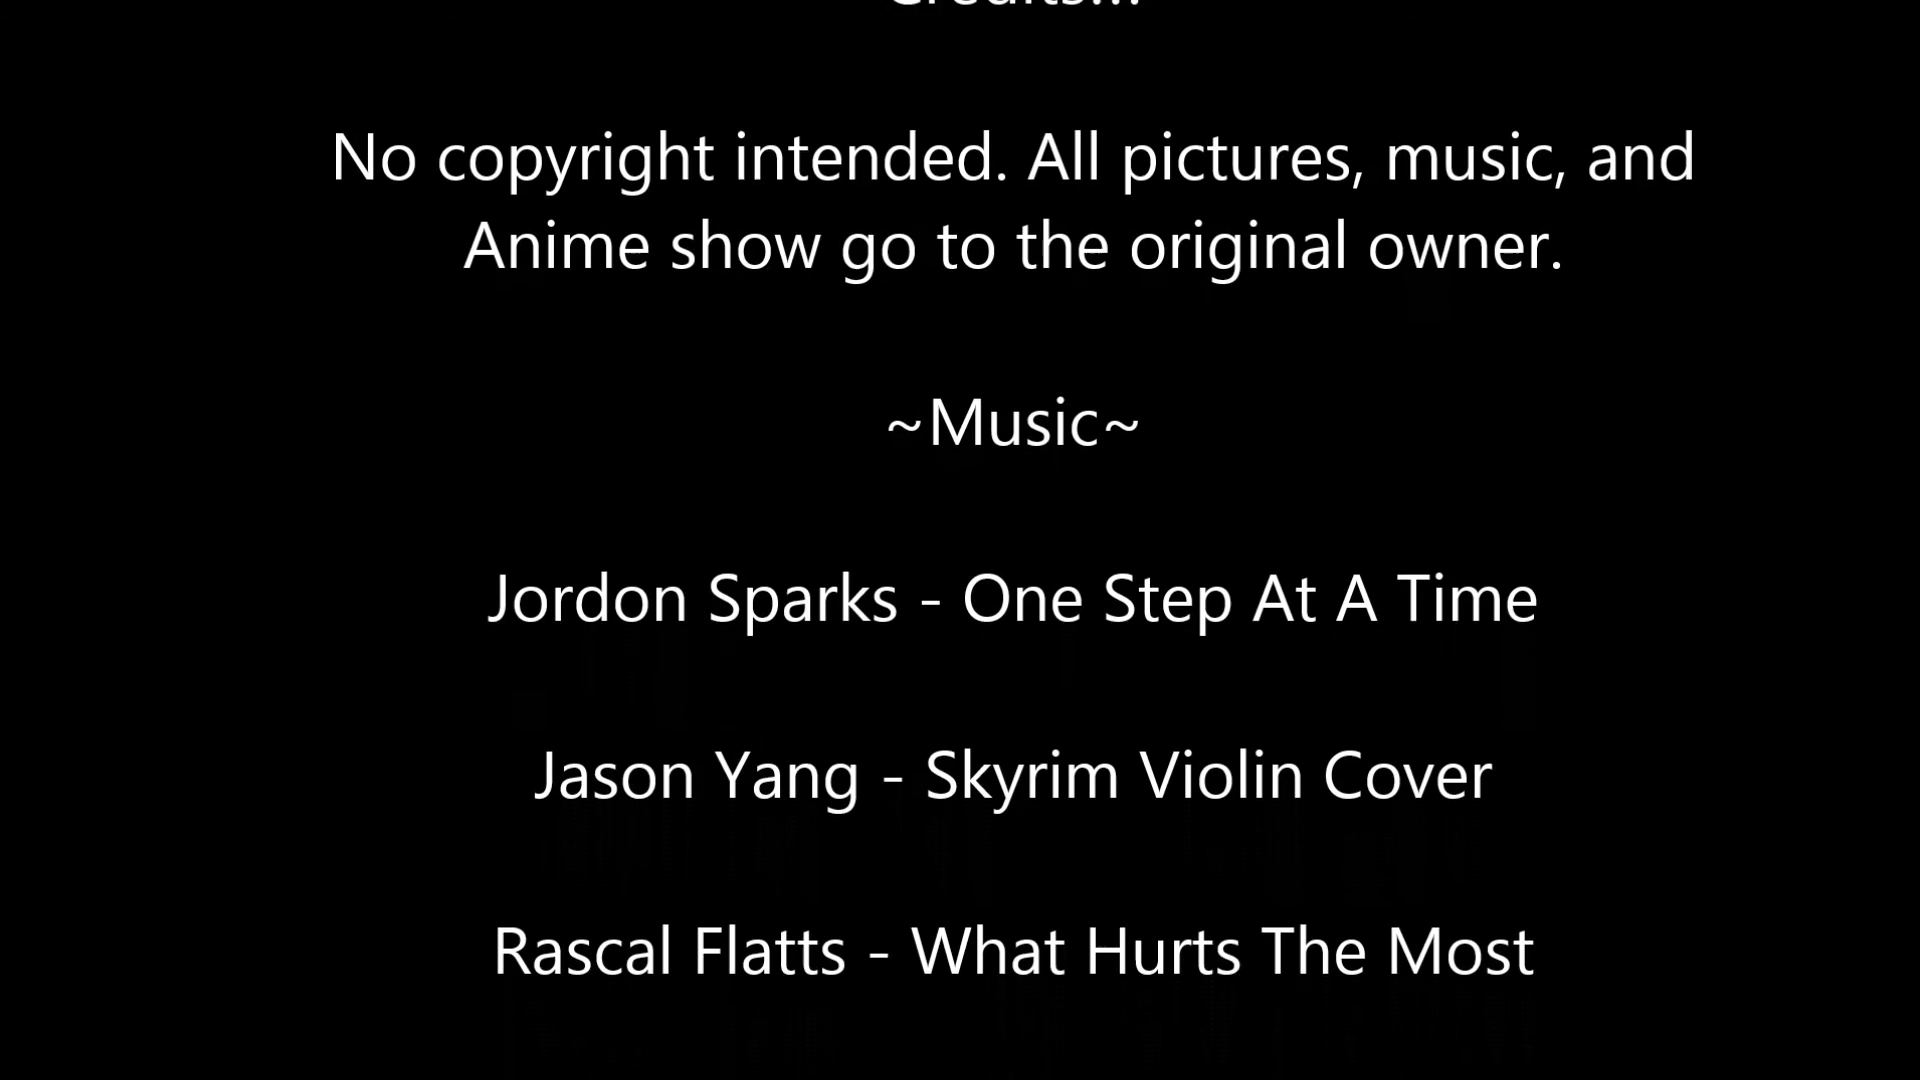 Credits...
No copyright intended. All pictures, music, and
Anime show go to the original owner.
~Music~
Jordon Sparks - One Step At A Time
Jason Yang - Skyrim Violin Cover
Rascal Flatts - What Hurts The Most